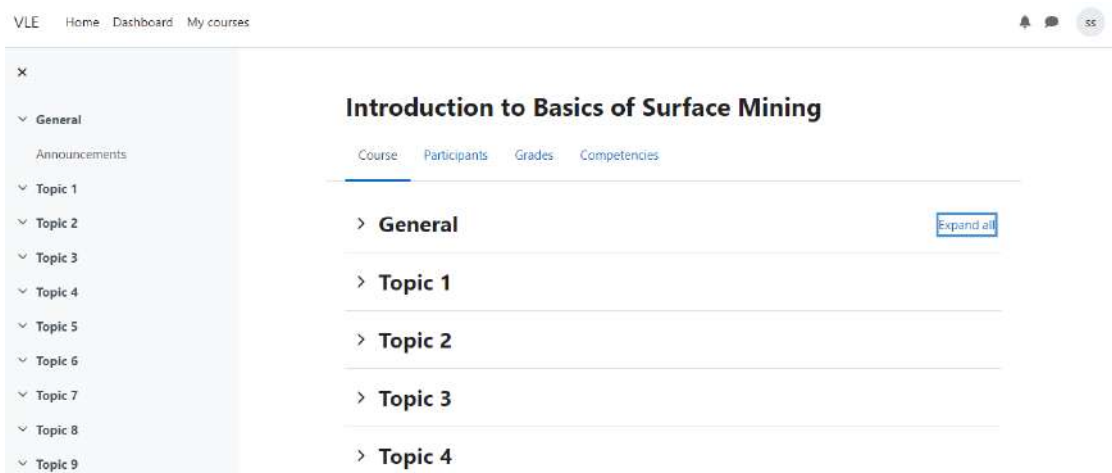 VLE Home Dashboard My courses ss
General
Announcements
Topic 1
Topic 2
Topic 3
Topic 4
Topic 5
Topic 6
Topic 7
Topic 8
Topic 9
Introduction to Basics of Surface Mining
Course Participants Grades Competencies
General Expand all
Topic 1
Topic 2
Topic 3
Topic 4